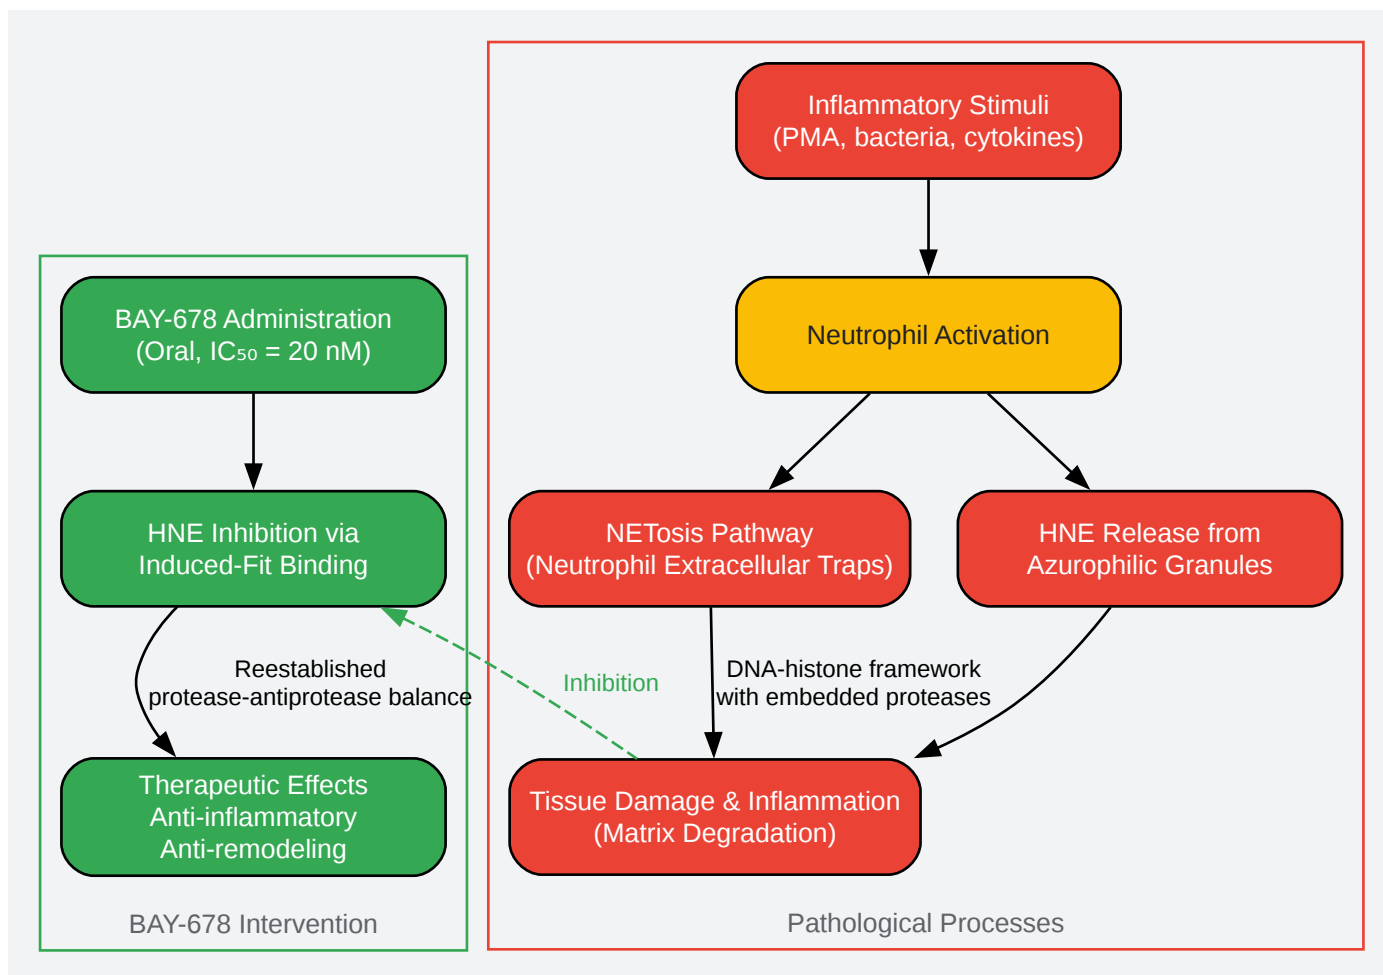 Inflammatory Stimuli
(PMA, bacteria, cytokines)
BAY-678 Administration
(Oral, IC₅₀ = 20 nM)
Neutrophil Activation
HNE Inhibition via
Induced-Fit Binding
NETosis Pathway
(Neutrophil Extracellular Traps)
HNE Release from
Azurophilic Granules
Reestablished
protease-antiprotease balance
Inhibition
DNA-histone framework
with embedded proteases
Therapeutic Effects
Anti-inflammatory
Anti-remodeling
Tissue Damage & Inflammation
(Matrix Degradation)
BAY-678 Intervention
Pathological Processes